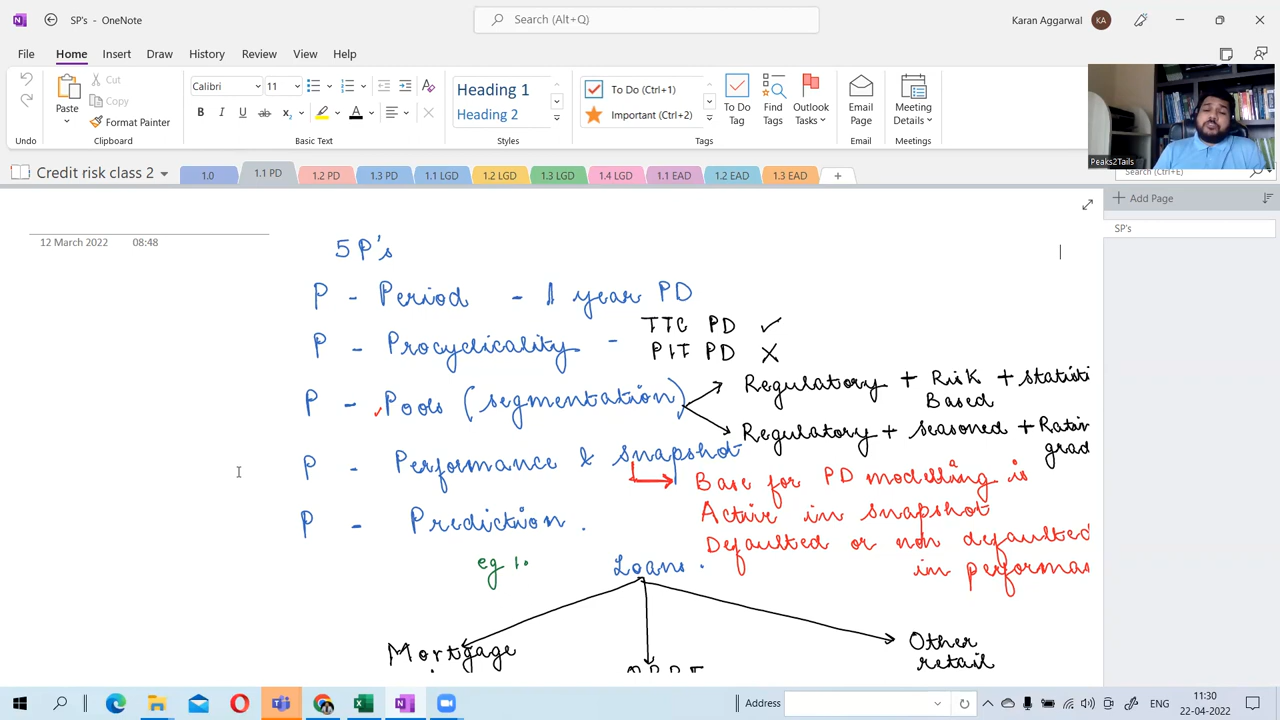 SP's - OneNote
Search (Alt+Q)
Karan Aggarwal
KA
File Home Insert Draw History Review View Help
Paste
Cut
Copy
Format Painter
Calibri 11
B I U ab x₂ A
Heading 1
Heading 2
To Do (Ctrl+1)
Important (Ctrl+2)
To Do Tag
Find Tags
Outlook Tasks
Email Page
Meeting Details
Undo Clipboard Basic Text Styles Tags Email Meetings
Peaks2Tails
Credit risk class 2
1.0 1.1 PD 1.2 PD 1.3 PD 1.1 LGD 1.2 LGD 1.3 LGD 1.4 LGD 1.1 EAD 1.2 EAD 1.3 EAD +
Search (Ctrl+E)
Add Page
SP's
12 March 2022 08:48
5 P's
P - Period - 1 year PD
P - Procyclicality - TTC PD ✓
PIT PD X
P - Pools (segmentation)
Regulatory + Risk Based + statisti
Regulatory + seasoned + Ratin grad
P - Performance & snapshot
Base for PD modelling is
Active in snapshot
Defaulted or non defaulted
in performa
P - Prediction.
eg 1.
Loans.
Mortgage
Other retail
Address
ENG
11:30
22-04-2022